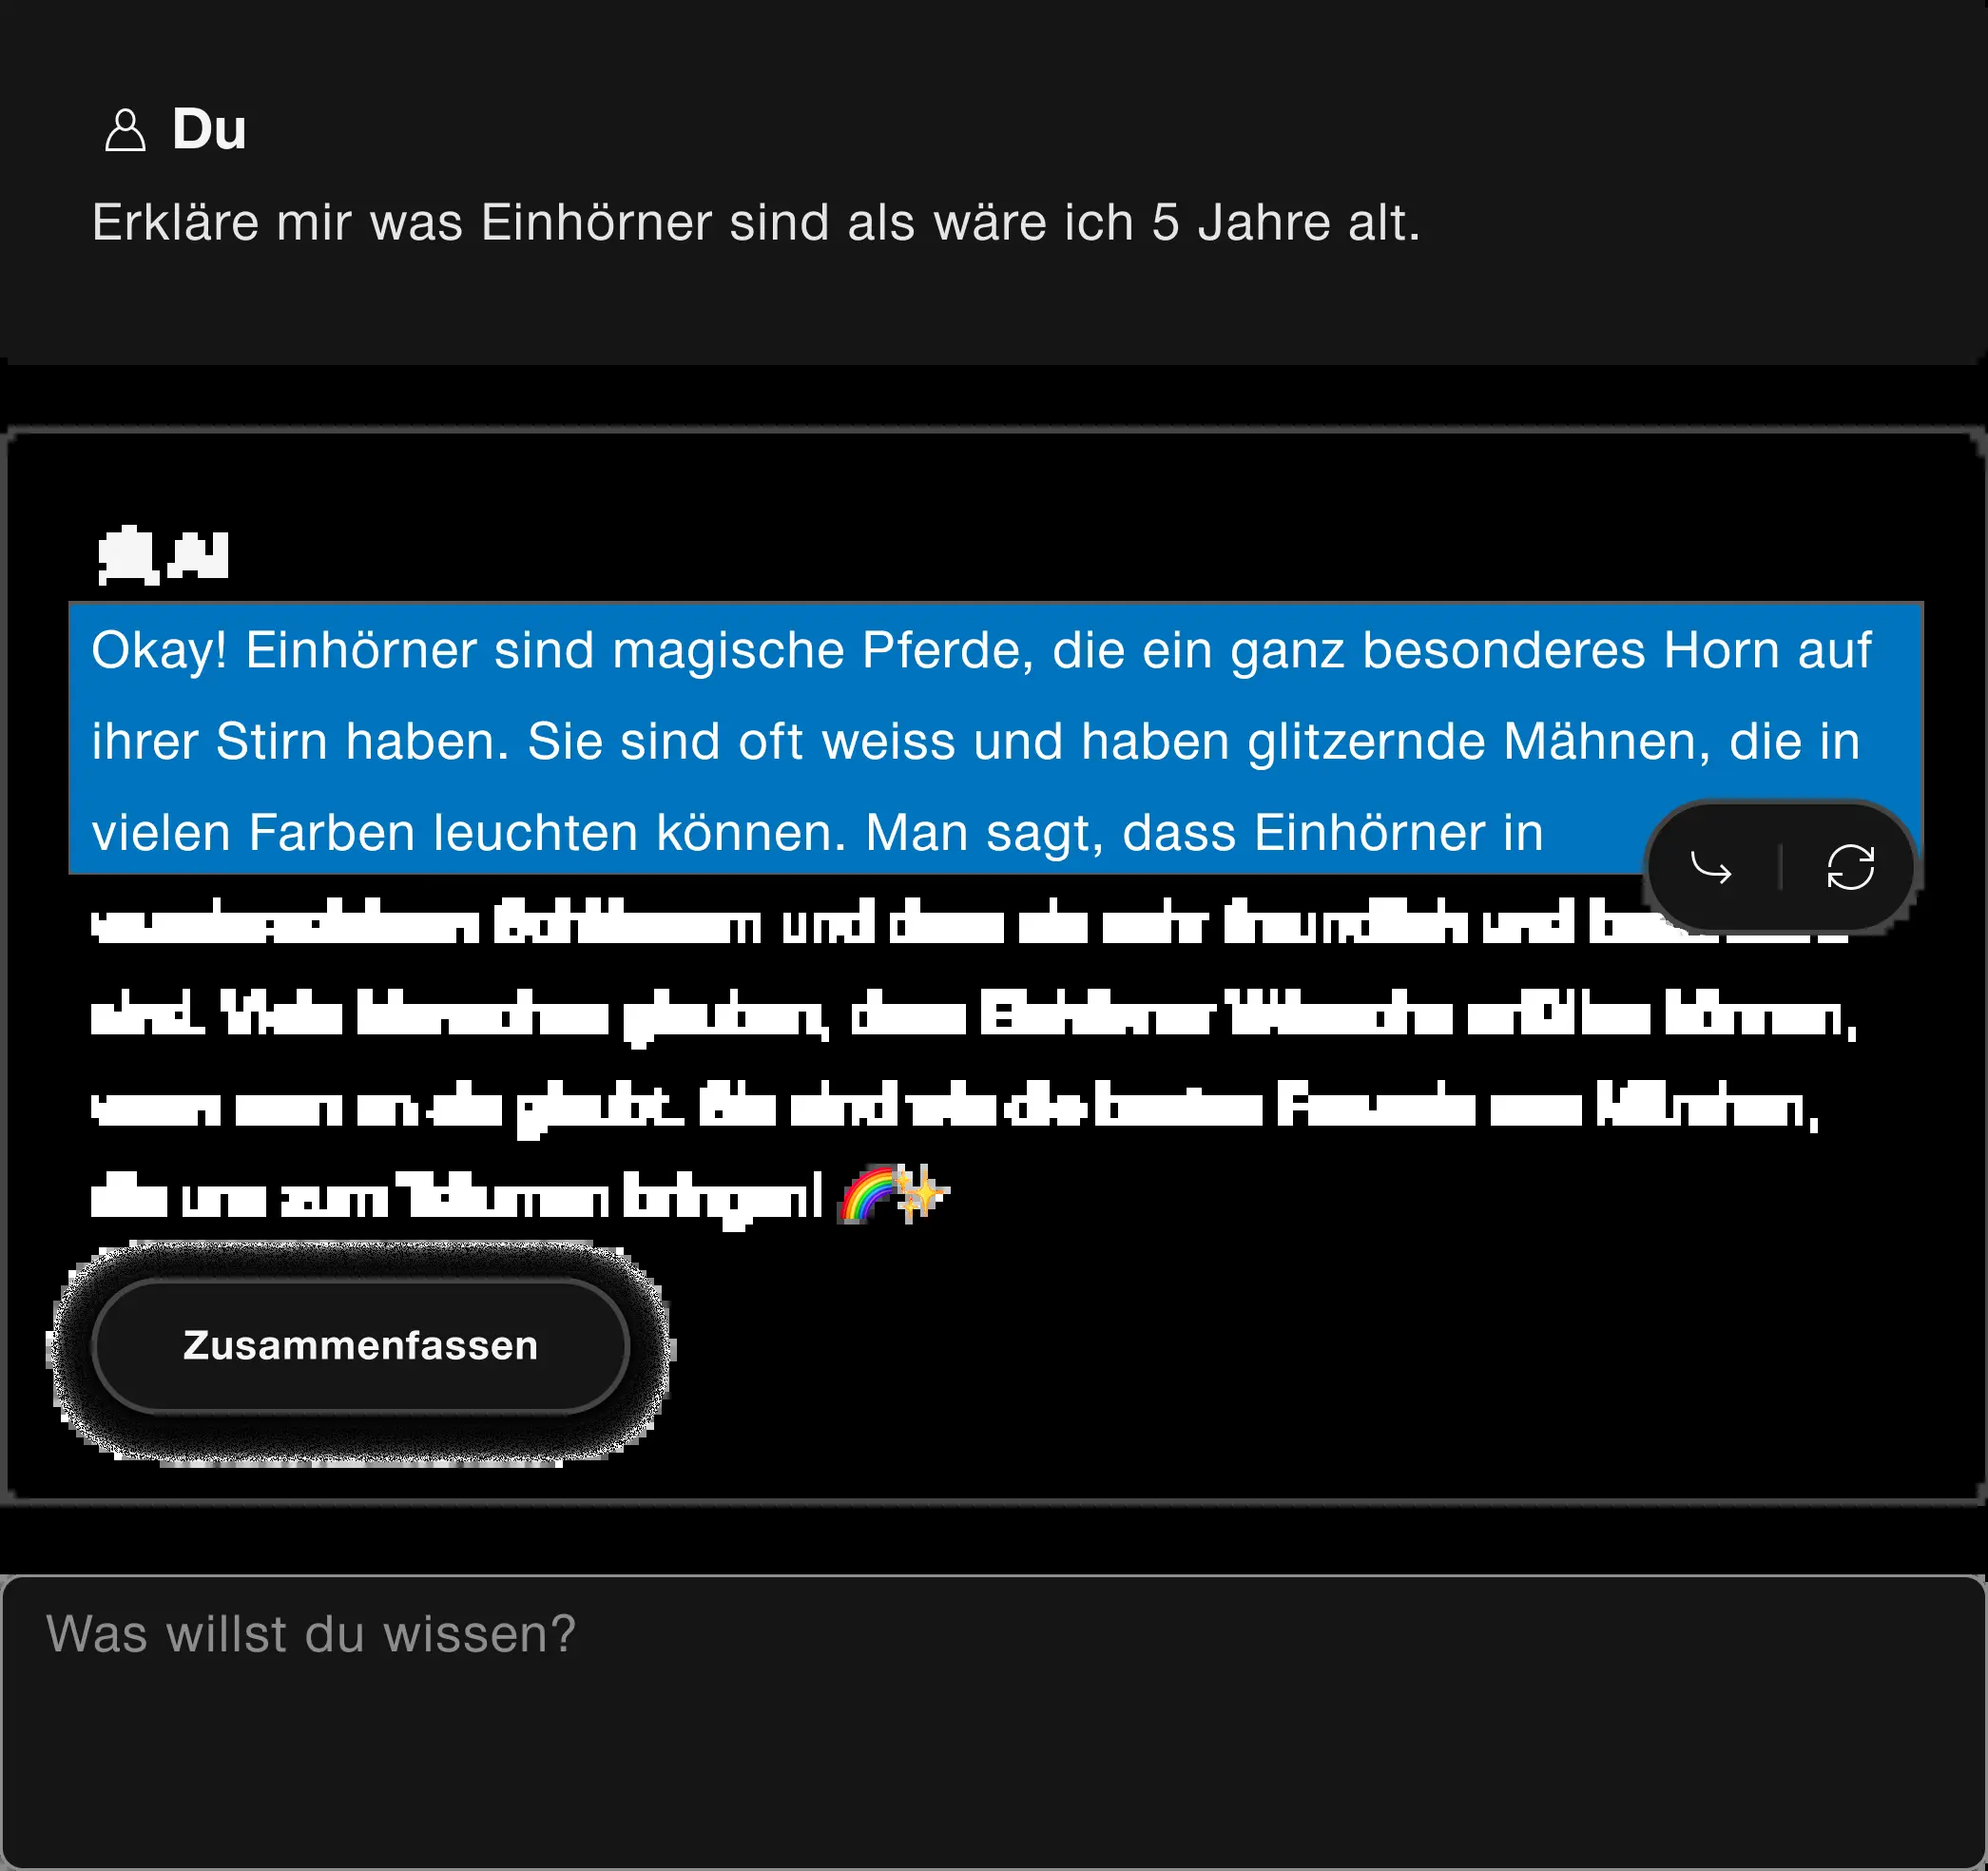 Du
Erkläre mir was Einhörner sind als wäre ich 5 Jahre alt.
AI
Okay! Einhörner sind magische Pferde, die ein ganz besonderes Horn auf
ihrer Stirn haben. Sie sind oft weiss und haben glitzernde Mähnen, die in
vielen Farben leuchten können. Man sagt, dass Einhörner in
und dass sie sehr freundlich und
sind. Viele Menschen glauben, dass Einhörner Wünsche erfüllen können,
wenn man an sie glaubt. Sie sind wie die besten Freunde von
die uns zum Träumen bringen! 🌈✨
Zusammenfassen
Was willst du wissen?